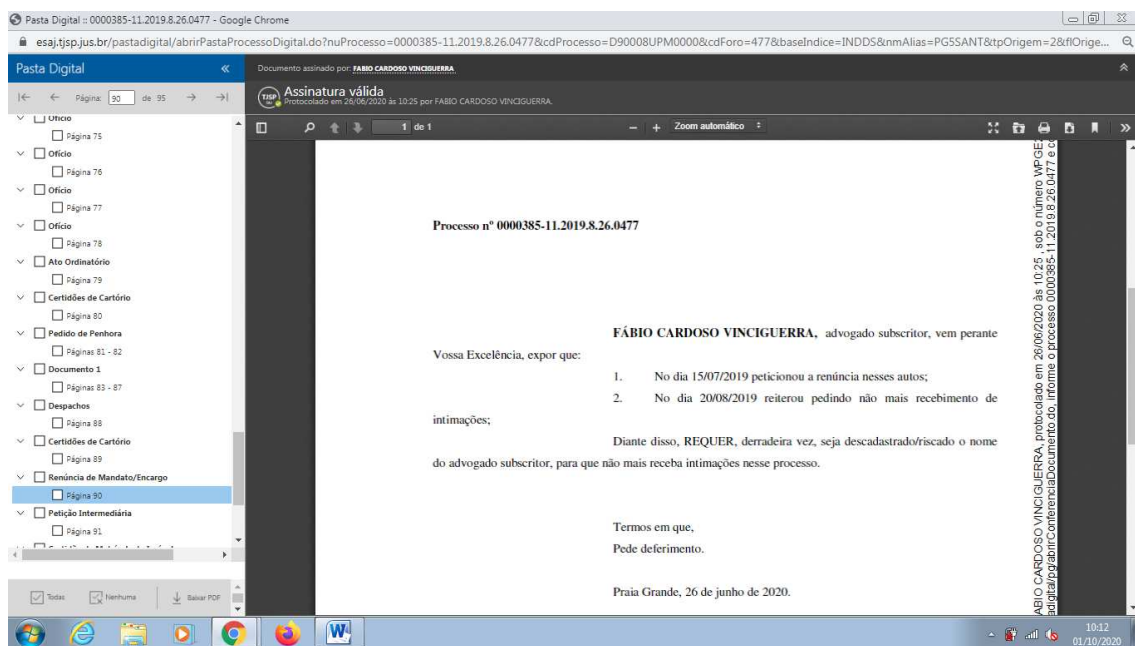 Pasta Digital :: 0000385-11.2019.8.26.0477 - Google Chrome
esaj.tjsp.jus.br/pastadigital/abrirPastaProcessoDigital.do?nuProcesso=0000385-11.2019.8.26.0477&cdProcesso=D90008UPM0000&cdForo=477&baseIndice=INDDS&nmAlias=PG5SANT&tpOrigem=2&flOrige...
Pasta Digital
Documento assinado por: FABIO CARDOSO VINCIGUERRA
Página: 90 de 95
TJSP
Assinatura válida
Protocolado em 26/06/2020 às 10:25 por FABIO CARDOSO VINCIGUERRA.
1 de 1
Zoom automático
Ofício
Página 75
Ofício
Página 76
Ofício
Página 77
Ofício
Página 78
Ato Ordinatório
Página 79
Certidões de Cartório
Página 80
Pedido de Penhora
Páginas 81 - 82
Documento 1
Páginas 83 - 87
Despachos
Página 88
Certidões de Cartório
Página 89
Renúncia de Mandato/Encargo
Página 90
Petição Intermediária
Página 91
Todas
Nenhuma
Baixar PDF
Processo nº 0000385-11.2019.8.26.0477
FÁBIO CARDOSO VINCIGUERRA, advogado subscritor, vem perante
Vossa Excelência, expor que:
1. No dia 15/07/2019 peticionou a renúncia nesses autos;
2. No dia 20/08/2019 reiterou pedindo não mais recebimento de
intimações;
Diante disso, REQUER, derradeira vez, seja descadastrado/riscado o nome
do advogado subscritor, para que não mais receba intimações nesse processo.
Termos em que,
Pede deferimento.
Praia Grande, 26 de junho de 2020.
ABIO CARDOSO VINCIGUERRA, protocolado em 26/06/2020 às 10:25 , sob o número WPGE
adigital/pg/abrirConferenciaDocumento.do, informe o processo 0000385-11.2019.8.26.0477 e c
10:12
01/10/2020